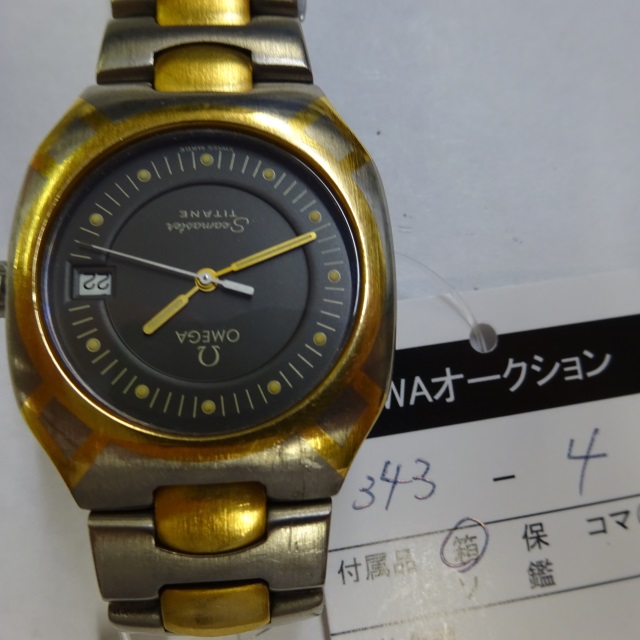 Ω
OMEGA
Seamaster
TITANE
22
WAオークション
343 - 4
付属品 箱 保 コマ
ソ 鑑